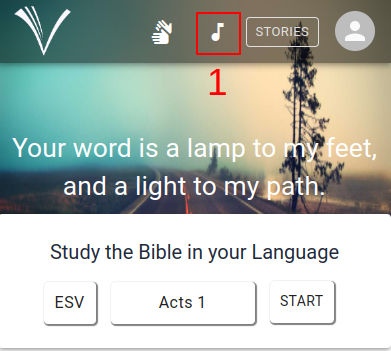 STORIES
1
Your word is a lamp to my feet,
and a light to my path.
Study the Bible in your Language
ESV
Acts 1
START